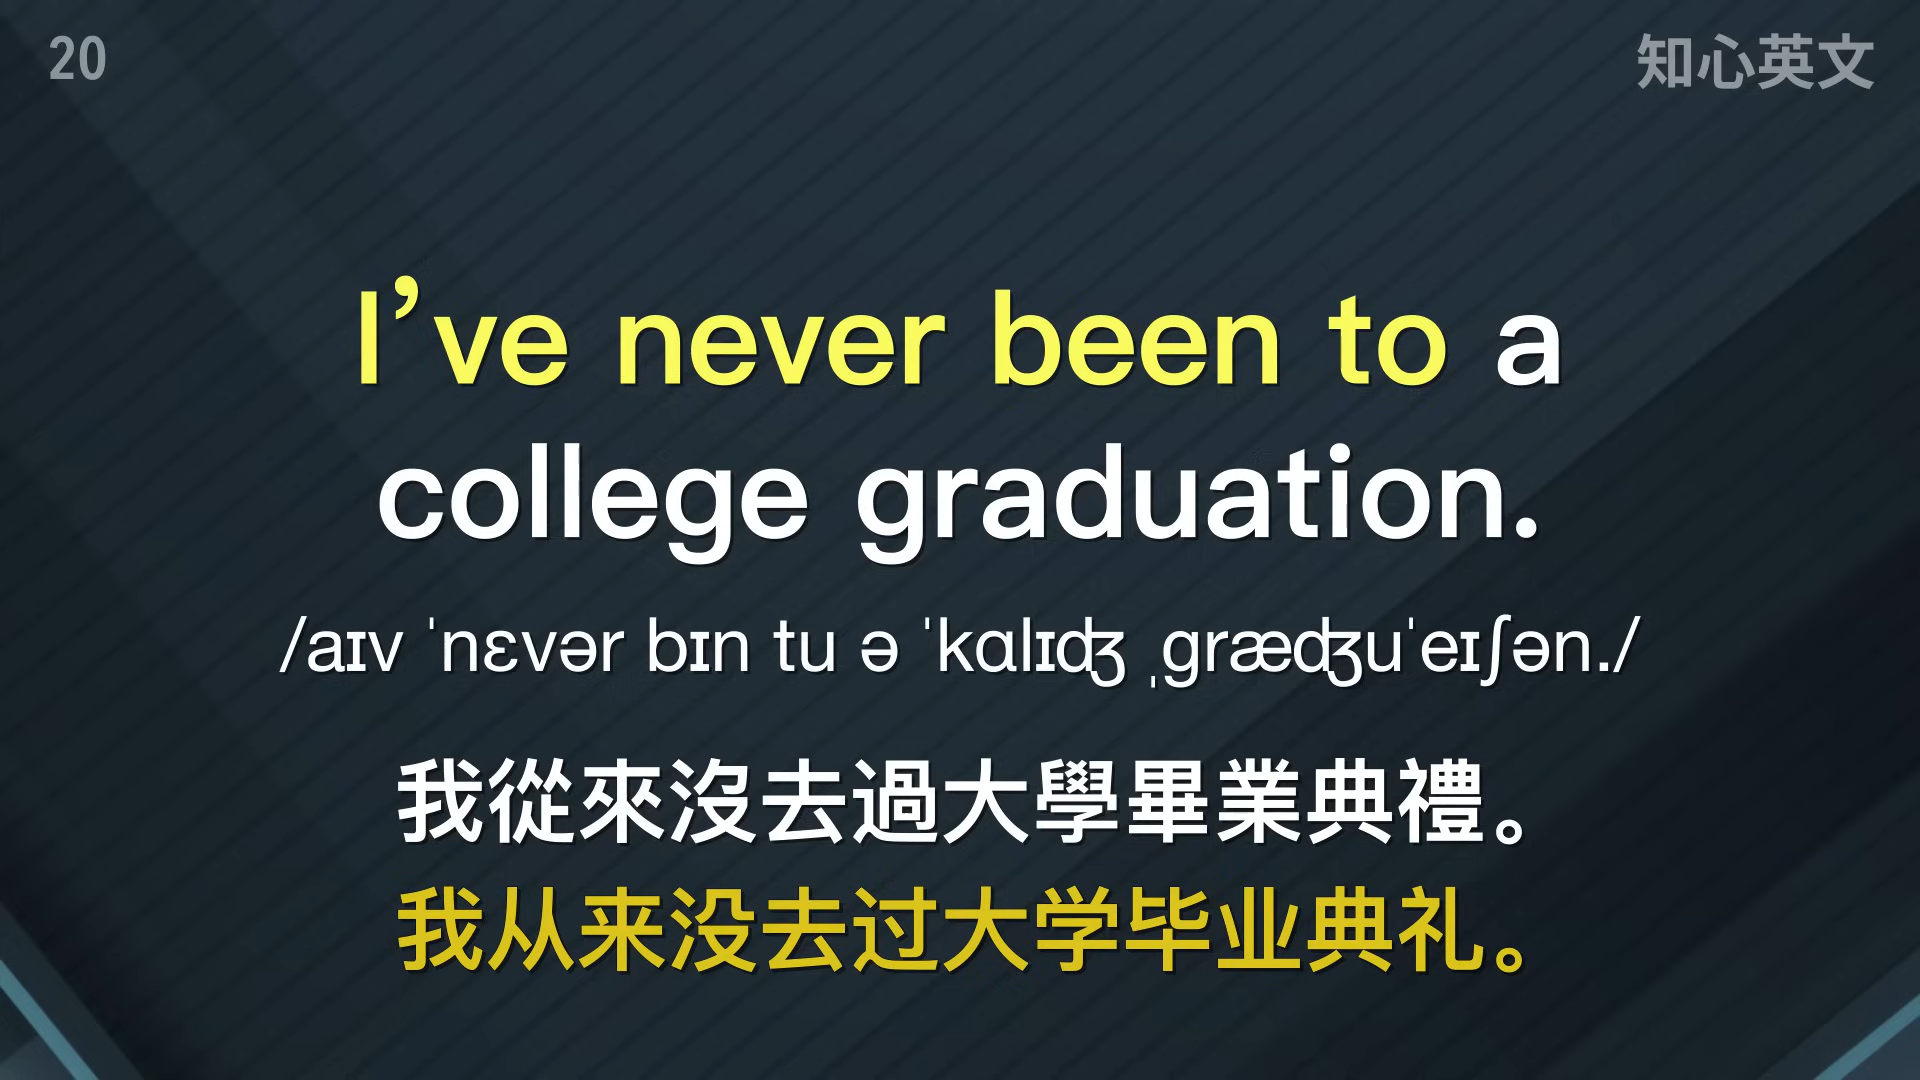 20
知心英文
I’ve never been to a
college graduation.
/aɪv ˈnɛvər bɪn tu ə ˈkɑlɪʤ ˌgræʤuˈeɪʃən./
我從來沒去過大學畢業典禮。
我从来没去过大学毕业典礼。